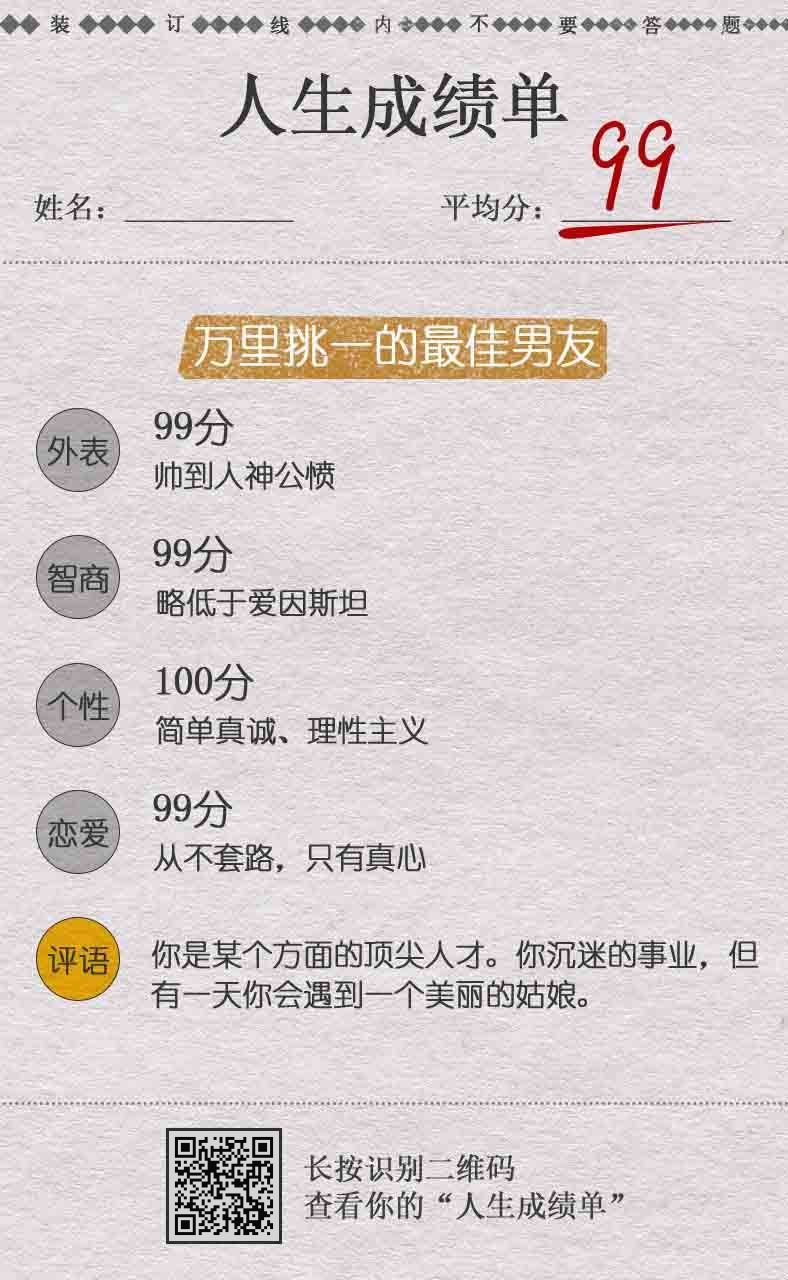 装订线内不要答题
人生成绩单
姓名：
平均分：99
万里挑一的最佳男友
外表
99分
帅到人神公愤
智商
99分
略低于爱因斯坦
个性
100分
简单真诚、理性主义
恋爱
99分
从不套路，只有真心
评语
你是某个方面的顶尖人才。你沉迷的事业，但
有一天你会遇到一个美丽的姑娘。
长按识别二维码
查看你的“人生成绩单”